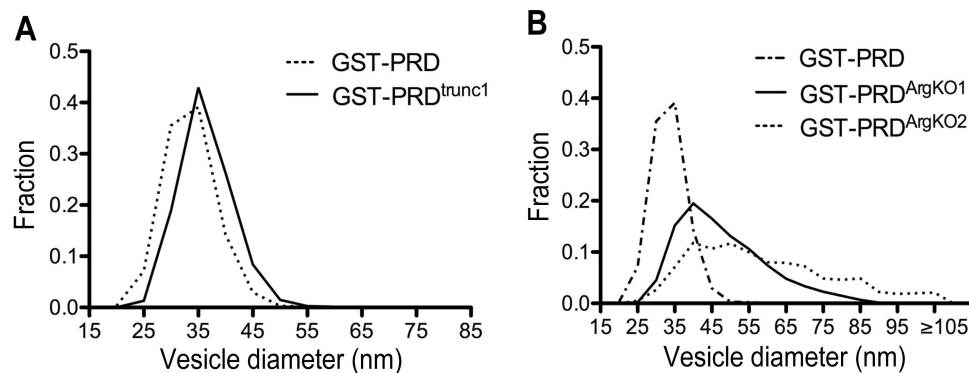 A
0.5
0.4
0.3
0.2
0.1
0.0
Fraction
GST-PRD
GST-PRDtrunc1
15 25 35 45 55 65 75 85
Vesicle diameter (nm)
B
0.5
0.4
0.3
0.2
0.1
0.0
Fraction
GST-PRD
GST-PRDArgKO1
GST-PRDArgKO2
15 25 35 45 55 65 75 85 95 ≥105
Vesicle diameter (nm)